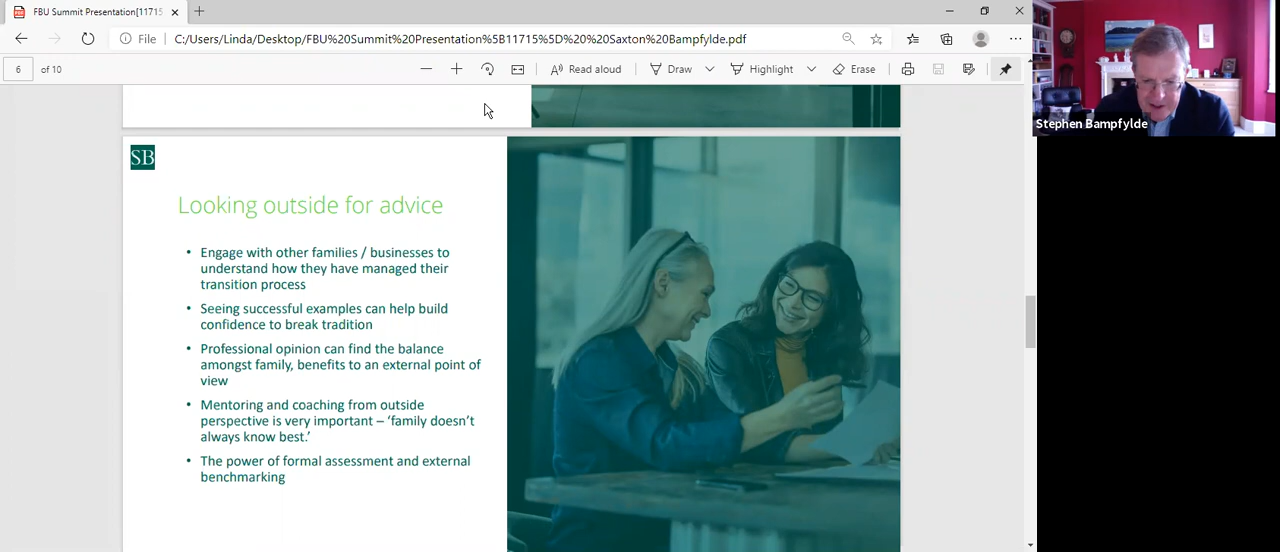 FBU Summit Presentation[11715
File
C:/Users/Linda/Desktop/FBU%20Summit%20Presentation%5B11715%5D%20%20Saxton%20Bampfylde.pdf
6 of 10
Read aloud
Draw
Highlight
Erase
Stephen Bampfylde
SB
Looking outside for advice
• Engage with other families / businesses to
understand how they have managed their
transition process
• Seeing successful examples can help build
confidence to break tradition
• Professional opinion can find the balance
amongst family, benefits to an external point of
view
• Mentoring and coaching from outside
perspective is very important – ‘family doesn’t
always know best.’
• The power of formal assessment and external
benchmarking